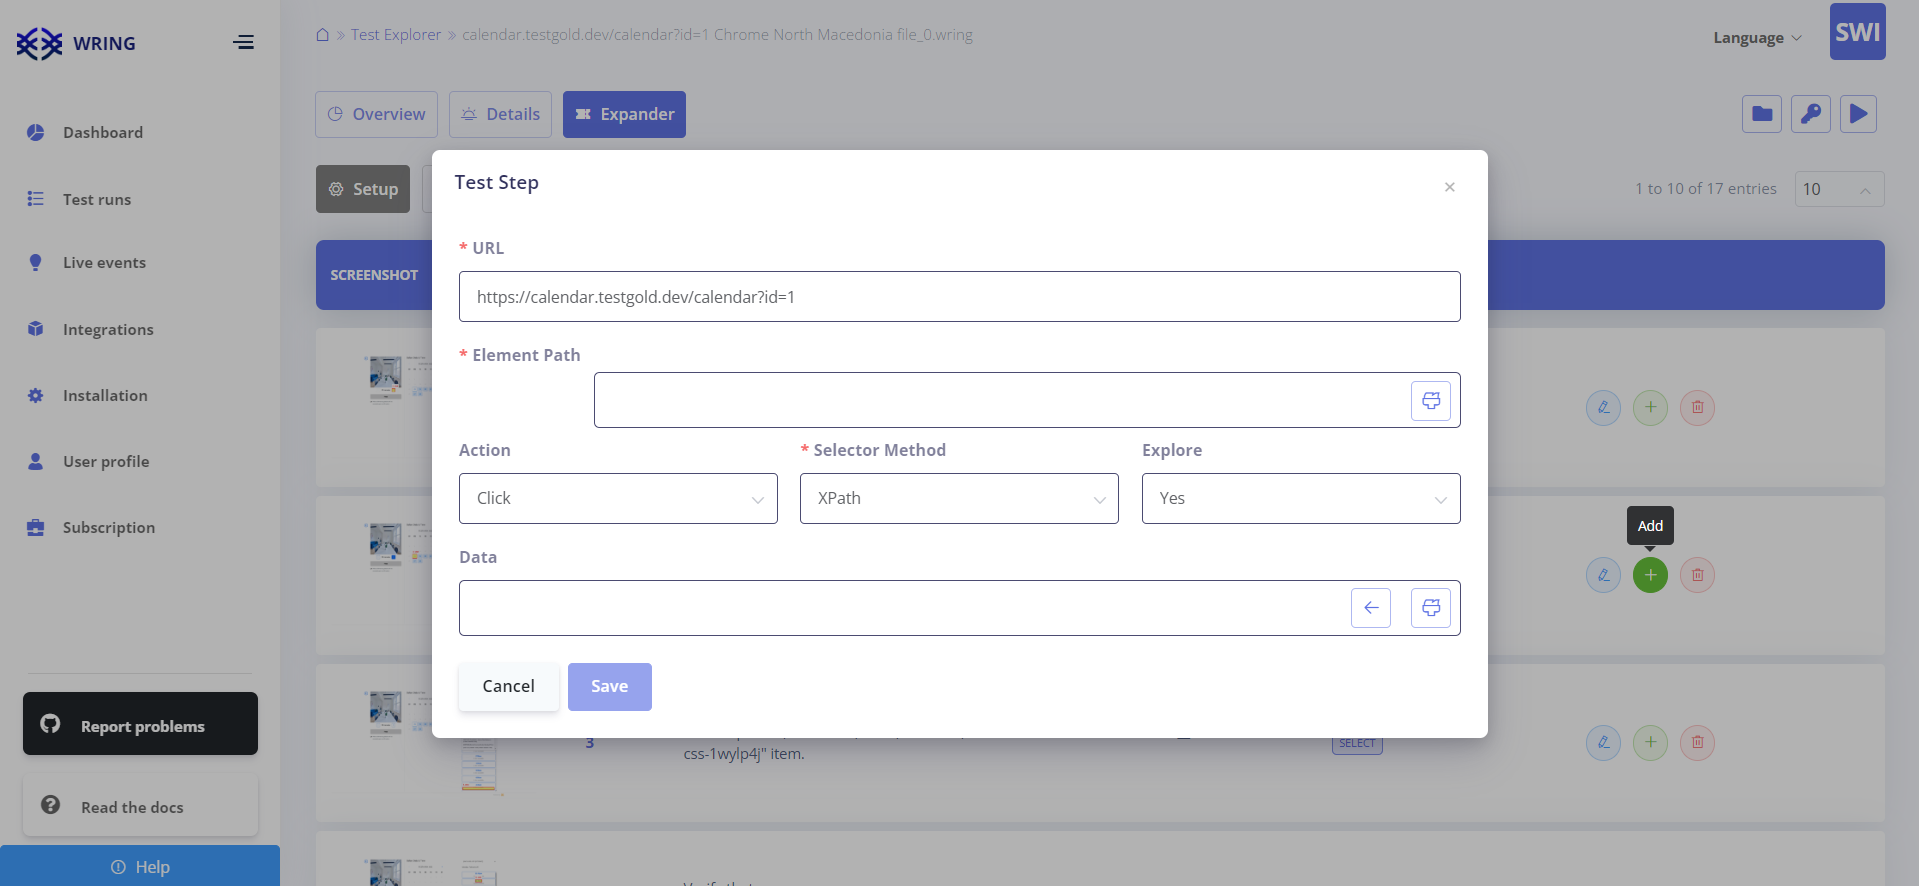 WRING
Test Explorer
calendar.testgold.dev/calendar?id=1 Chrome North Macedonia file_0.wring
Language
SWI
Dashboard
Test runs
Live events
Integrations
Installation
User profile
Subscription
Report problems
Read the docs
Help
Overview
Details
Expander
Setup
1 to 10 of 17 entries
10
SCREENSHOT
Test Step
* URL
https://calendar.testgold.dev/calendar?id=1
* Element Path
Action
* Selector Method
Explore
Click
XPath
Yes
Data
Cancel
Save
Add
3
css-1wylp4j" item.
SELECT